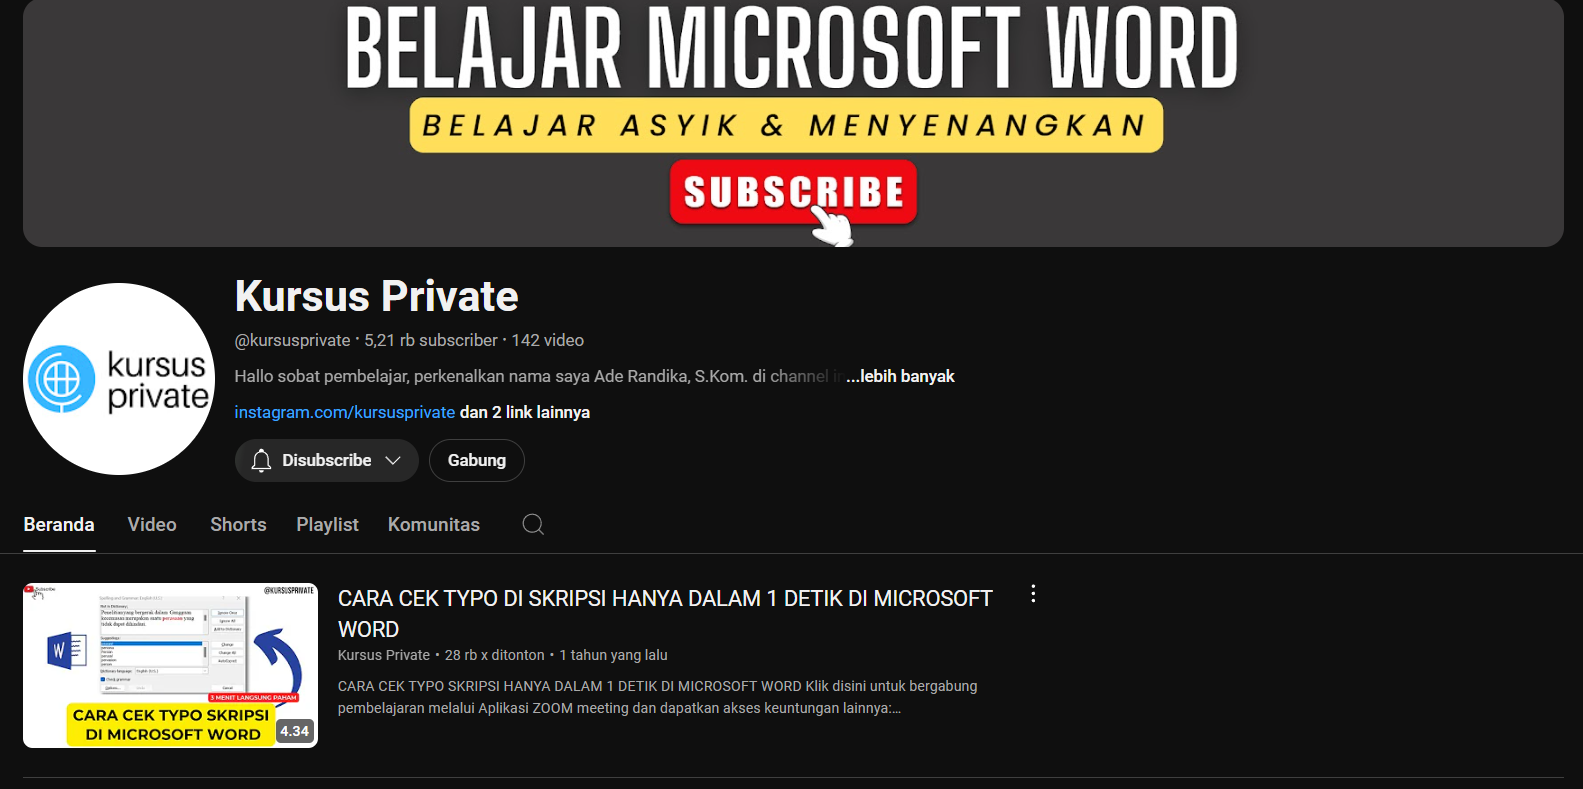 BELAJAR MICROSOFT WORD
BELAJAR ASYIK & MENYENANGKAN
SUBSCRIBE
kursus
private
Kursus Private
@kursusprivate • 5,21 rb subscriber • 142 video
Hallo sobat pembelajar, perkenalkan nama saya Ade Randika, S.Kom. di channel in ...lebih banyak
instagram.com/kursusprivate dan 2 link lainnya
Disubscribe
Gabung
Beranda
Video
Shorts
Playlist
Komunitas
@KURSUSPRIVATE
W
3 MENIT LANGSUNG PAHAM
CARA CEK TYPO SKRIPSI
DI MICROSOFT WORD
4.34
CARA CEK TYPO DI SKRIPSI HANYA DALAM 1 DETIK DI MICROSOFT
WORD
Kursus Private • 28 rb x ditonton • 1 tahun yang lalu
CARA CEK TYPO SKRIPSI HANYA DALAM 1 DETIK DI MICROSOFT WORD Klik disini untuk bergabung
pembelajaran melalui Aplikasi ZOOM meeting dan dapatkan akses keuntungan lainnya:...